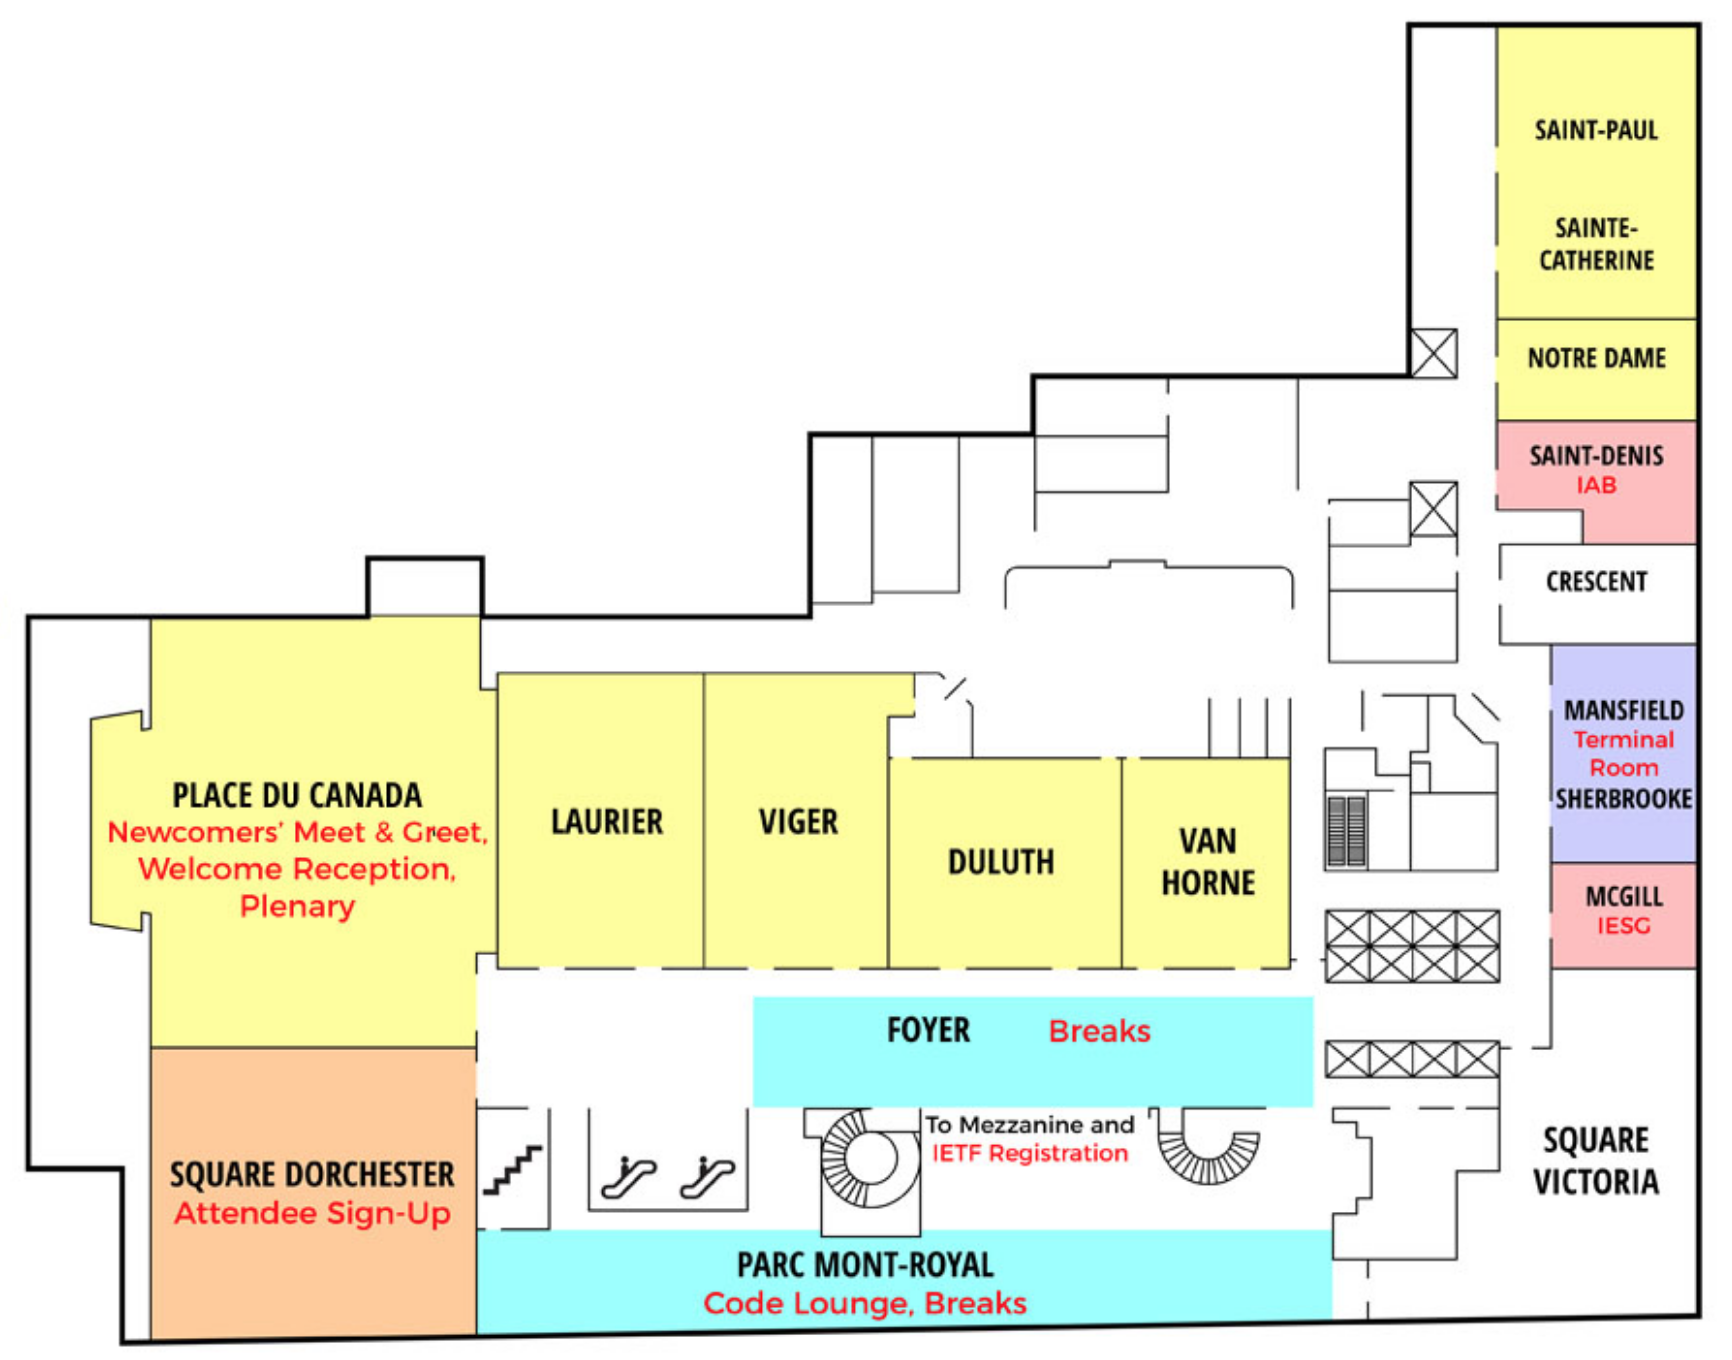 SAINT-PAUL
SAINTE-
CATHERINE
NOTRE DAME
SAINT-DENIS
IAB
CRESCENT
MANSFIELD
Terminal
Room
SHERBROOKE
MCGILL
IESG
PLACE DU CANADA
Newcomers' Meet & Greet,
Welcome Reception,
Plenary
LAURIER
VIGER
DULUTH
VAN
HORNE
FOYER Breaks
To Mezzanine and
IETF Registration
SQUARE
VICTORIA
SQUARE DORCHESTER
Attendee Sign-Up
PARC MONT-ROYAL
Code Lounge, Breaks